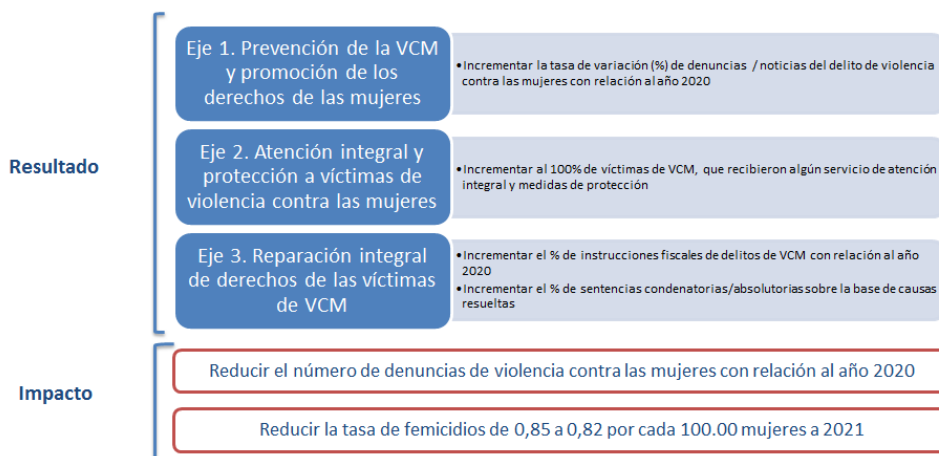 Eje 1. Prevención de la VCM
y promoción de los
derechos de las mujeres
•Incrementar la tasa de variación (%) de denuncias / noticias del delito de violencia
contra las mujeres con relación al año 2020
Resultado
Eje 2. Atención integral y
protección a víctimas de
violencia contra las mujeres
•Incrementar al 100% de víctimas de VCM, que recibieron algún servicio de atención
integral y medidas de protección
Eje 3. Reparación integral
de derechos de las víctimas
de VCM
•Incrementar el % de instrucciones fiscales de delitos de VCM con relación al año
2020
•Incrementar el % de sentencias condenatorias/absolutorias sobre la base de causas
resueltas
Impacto
Reducir el número de denuncias de violencia contra las mujeres con relación al año 2020
Reducir la tasa de femicidios de 0,85 a 0,82 por cada 100.00 mujeres a 2021